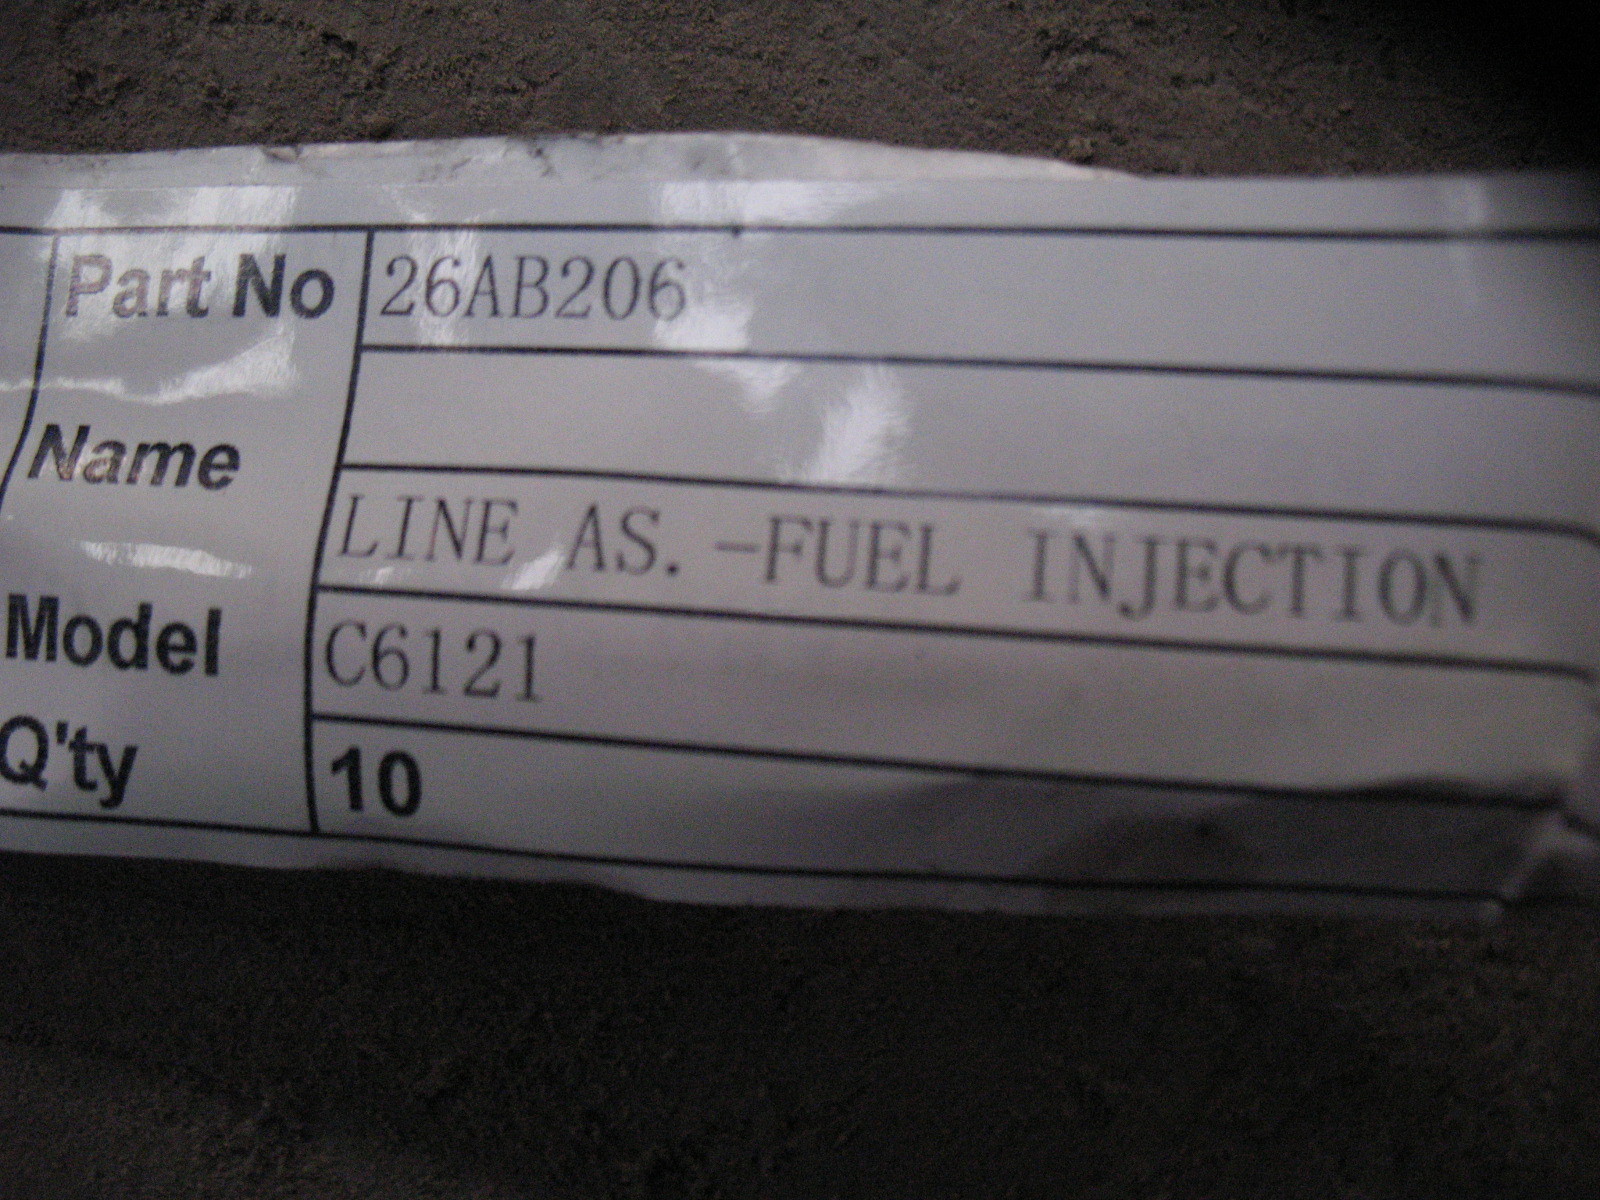 Part No 26AB206
Name LINE AS.-FUEL INJECTION
Model C6121
Q'ty 10